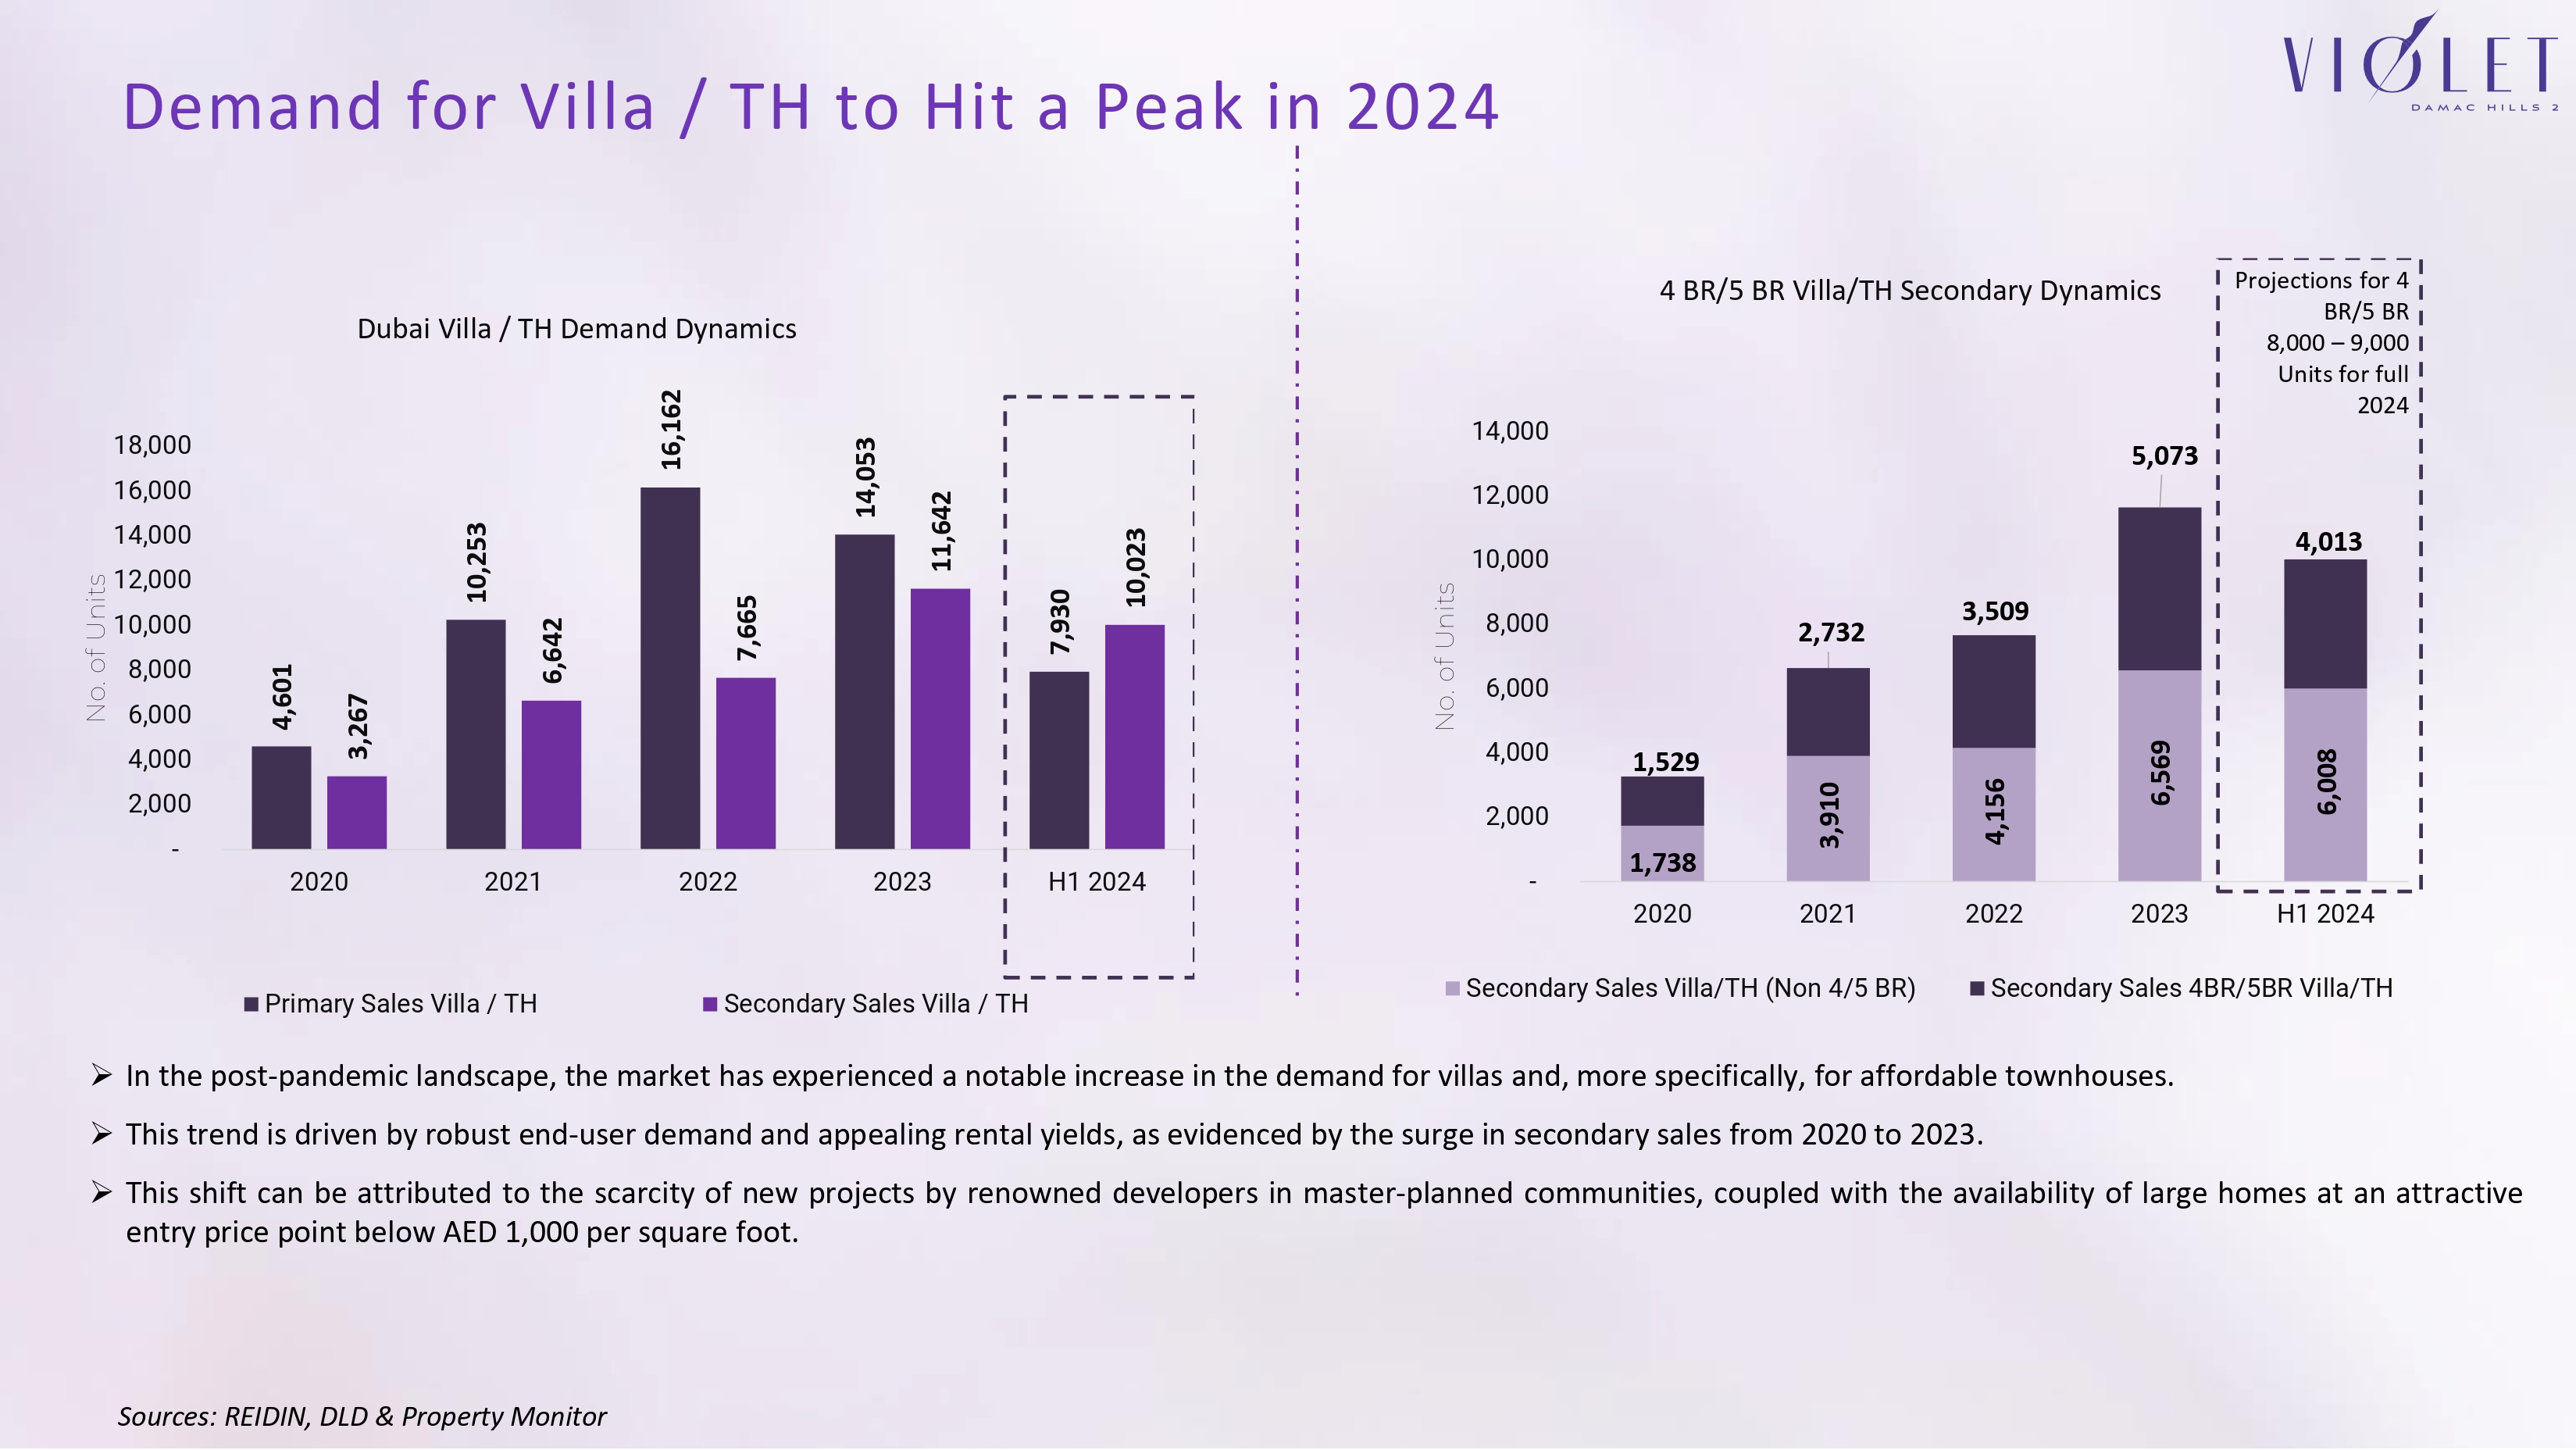 VIOLET
DAMAC HILLS 2
Demand for Villa / TH to Hit a Peak in 2024
Dubai Villa / TH Demand Dynamics
No. of Units
18,000
16,000
14,000
12,000
10,000
8,000
6,000
4,000
2,000
-
4,601
3,267
10,253
6,642
16,162
7,665
14,053
11,642
7,930
10,023
2020
2021
2022
2023
H1 2024
Primary Sales Villa / TH
Secondary Sales Villa / TH
4 BR/5 BR Villa/TH Secondary Dynamics
Projections for 4
BR/5 BR
8,000 – 9,000
Units for full
2024
No. of Units
14,000
12,000
10,000
8,000
6,000
4,000
2,000
-
1,529
1,738
2,732
3,910
3,509
4,156
5,073
6,569
4,013
6,008
2020
2021
2022
2023
H1 2024
Secondary Sales Villa/TH (Non 4/5 BR)
Secondary Sales 4BR/5BR Villa/TH
➢ In the post-pandemic landscape, the market has experienced a notable increase in the demand for villas and, more specifically, for affordable townhouses.
➢ This trend is driven by robust end-user demand and appealing rental yields, as evidenced by the surge in secondary sales from 2020 to 2023.
➢ This shift can be attributed to the scarcity of new projects by renowned developers in master-planned communities, coupled with the availability of large homes at an attractive
entry price point below AED 1,000 per square foot.
Sources: REIDIN, DLD & Property Monitor